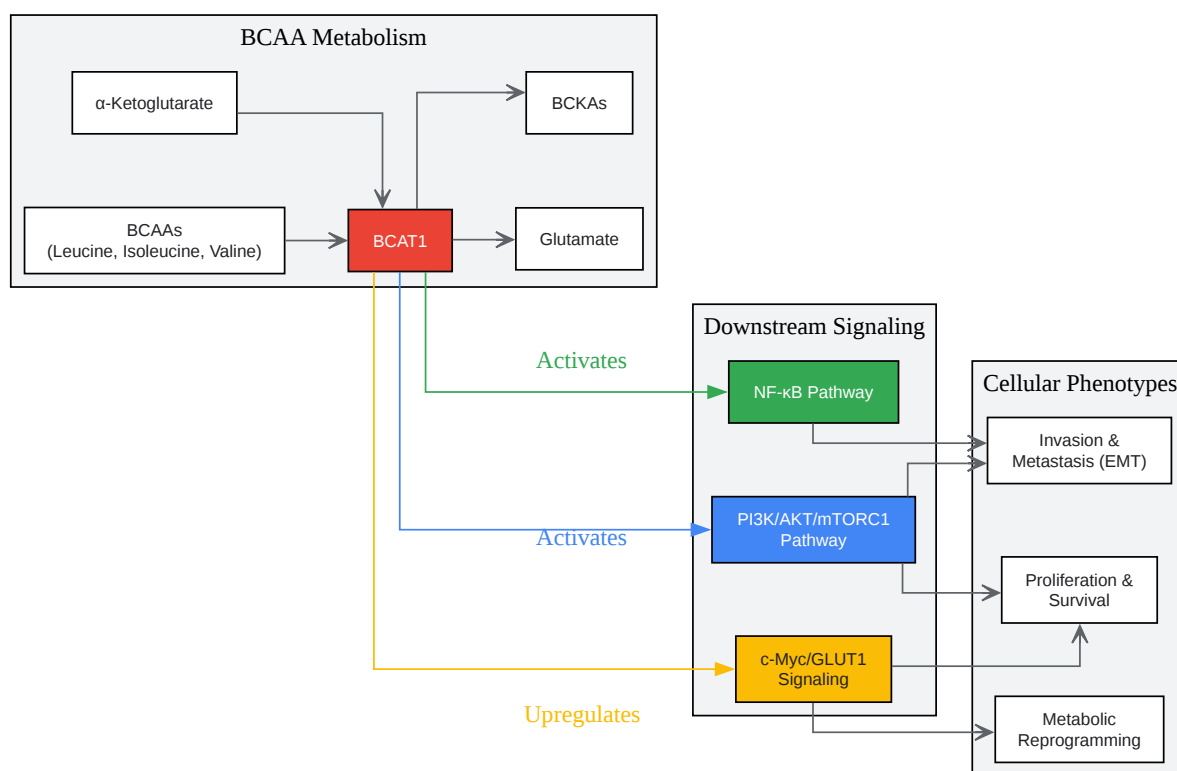 BCAA Metabolism
α-Ketoglutarate
BCKAs
BCAAs
(Leucine, Isoleucine, Valine)
BCAT1
Glutamate
Downstream Signaling
Activates
NF-κB Pathway
Cellular Phenotypes
Invasion &
Metastasis (EMT)
PI3K/AKT/mTORC1
Pathway
Activates
Proliferation &
Survival
c-Myc/GLUT1
Signaling
Upregulates
Metabolic
Reprogramming